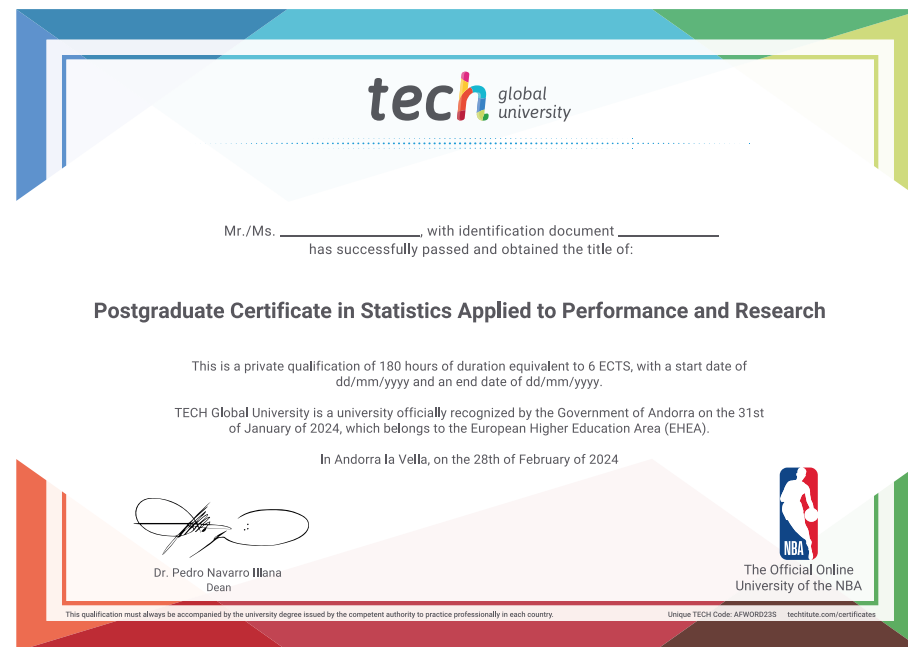 tech global
university
Mr./Ms. ____________________, with identification document ______________
has successfully passed and obtained the title of:
Postgraduate Certificate in Statistics Applied to Performance and Research
This is a private qualification of 180 hours of duration equivalent to 6 ECTS, with a start date of
dd/mm/yyyy and an end date of dd/mm/yyyy.
TECH Global University is a university officially recognized by the Government of Andorra on the 31st
of January of 2024, which belongs to the European Higher Education Area (EHEA).
In Andorra la Vella, on the 28th of February of 2024
Dr. Pedro Navarro Illana
Dean
NBA
The Official Online
University of the NBA
This qualification must always be accompanied by the university degree issued by the competent authority to practice professionally in each country.
Unique TECH Code: AFWORD23S techtitute.com/certificates